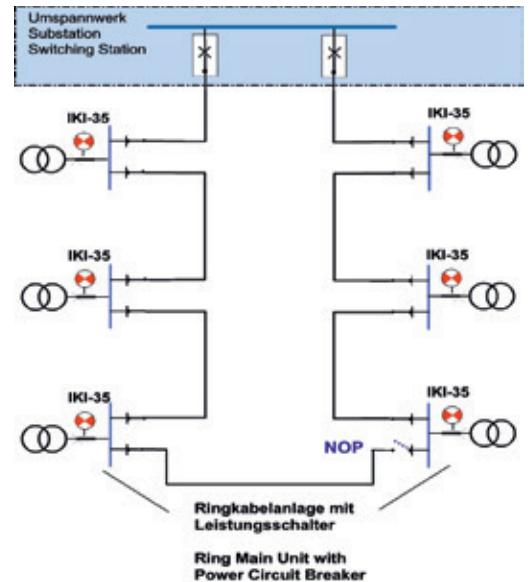 Umspannwerk
Substation
Switching Station
IKI-35
IKI-35
IKI-35
IKI-35
IKI-35
IKI-35
NOP
Ringkabelanlage mit
Leistungsschalter
Ring Main Unit with
Power Circuit Breaker